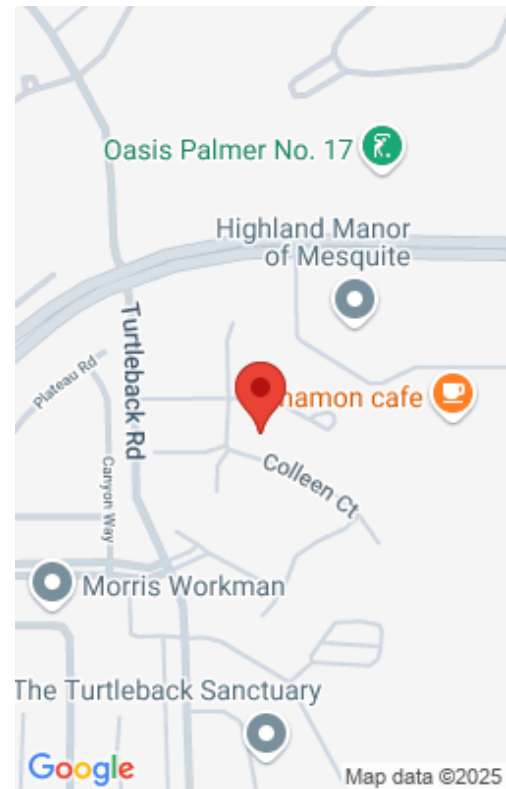 Oasis Palmer No. 17
Highland Manor
of Mesquite
Turtleback Rd
Plateau Rd
namon cafe
Canyon Way
Colleen Ct
Morris Workman
The Turtleback Sanctuary
Google
Map data ©2025